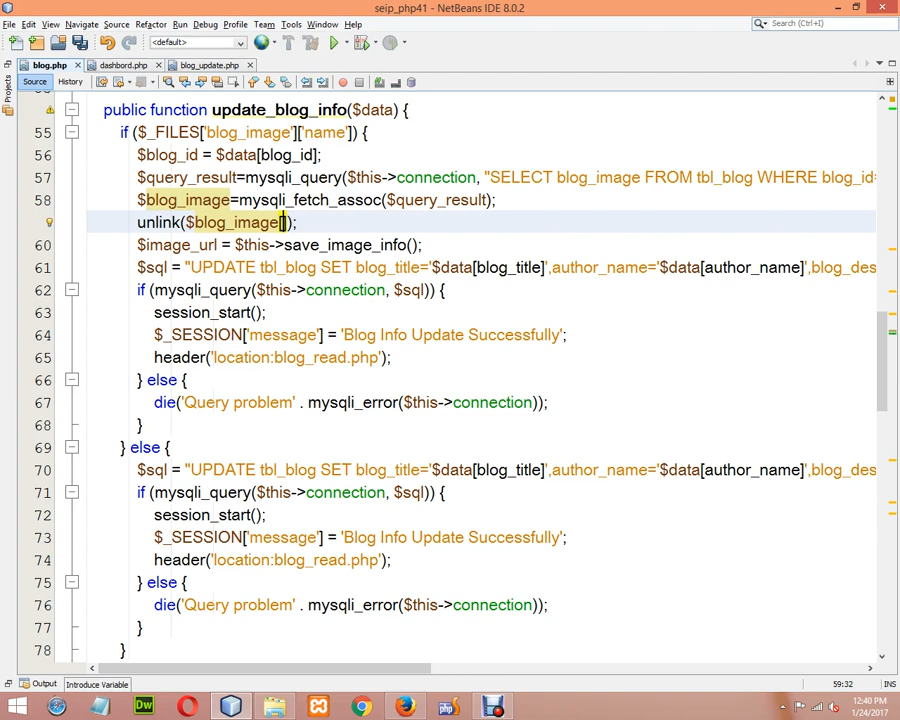 seip_php41 - NetBeans IDE 8.0.2
File Edit View Navigate Source Refactor Run Debug Profile Team Tools Window Help
Search (Ctrl+I)
<default>
blog.php dashbord.php blog_update.php
Source History
Projects
public function update_blog_info($data) {
55 if ($_FILES['blog_image']['name']) {
56 $blog_id = $data[blog_id];
57 $query_result=mysqli_query($this->connection, "SELECT blog_image FROM tbl_blog WHERE blog_id=
58 $blog_image=mysqli_fetch_assoc($query_result);
unlink($blog_image[]);
60 $image_url = $this->save_image_info();
61 $sql = "UPDATE tbl_blog SET blog_title='$data[blog_title]',author_name='$data[author_name]',blog_des
62 if (mysqli_query($this->connection, $sql)) {
63 session_start();
64 $_SESSION['message'] = 'Blog Info Update Successfully';
65 header('location:blog_read.php');
66 } else {
67 die('Query problem' . mysqli_error($this->connection));
68 }
69 } else {
70 $sql = "UPDATE tbl_blog SET blog_title='$data[blog_title]',author_name='$data[author_name]',blog_des
71 if (mysqli_query($this->connection, $sql)) {
72 session_start();
73 $_SESSION['message'] = 'Blog Info Update Successfully';
74 header('location:blog_read.php');
75 } else {
76 die('Query problem' . mysqli_error($this->connection));
77 }
78 }
Output Introduce Variable
59:32 INS
Dw php
12:40 PM
1/24/2017